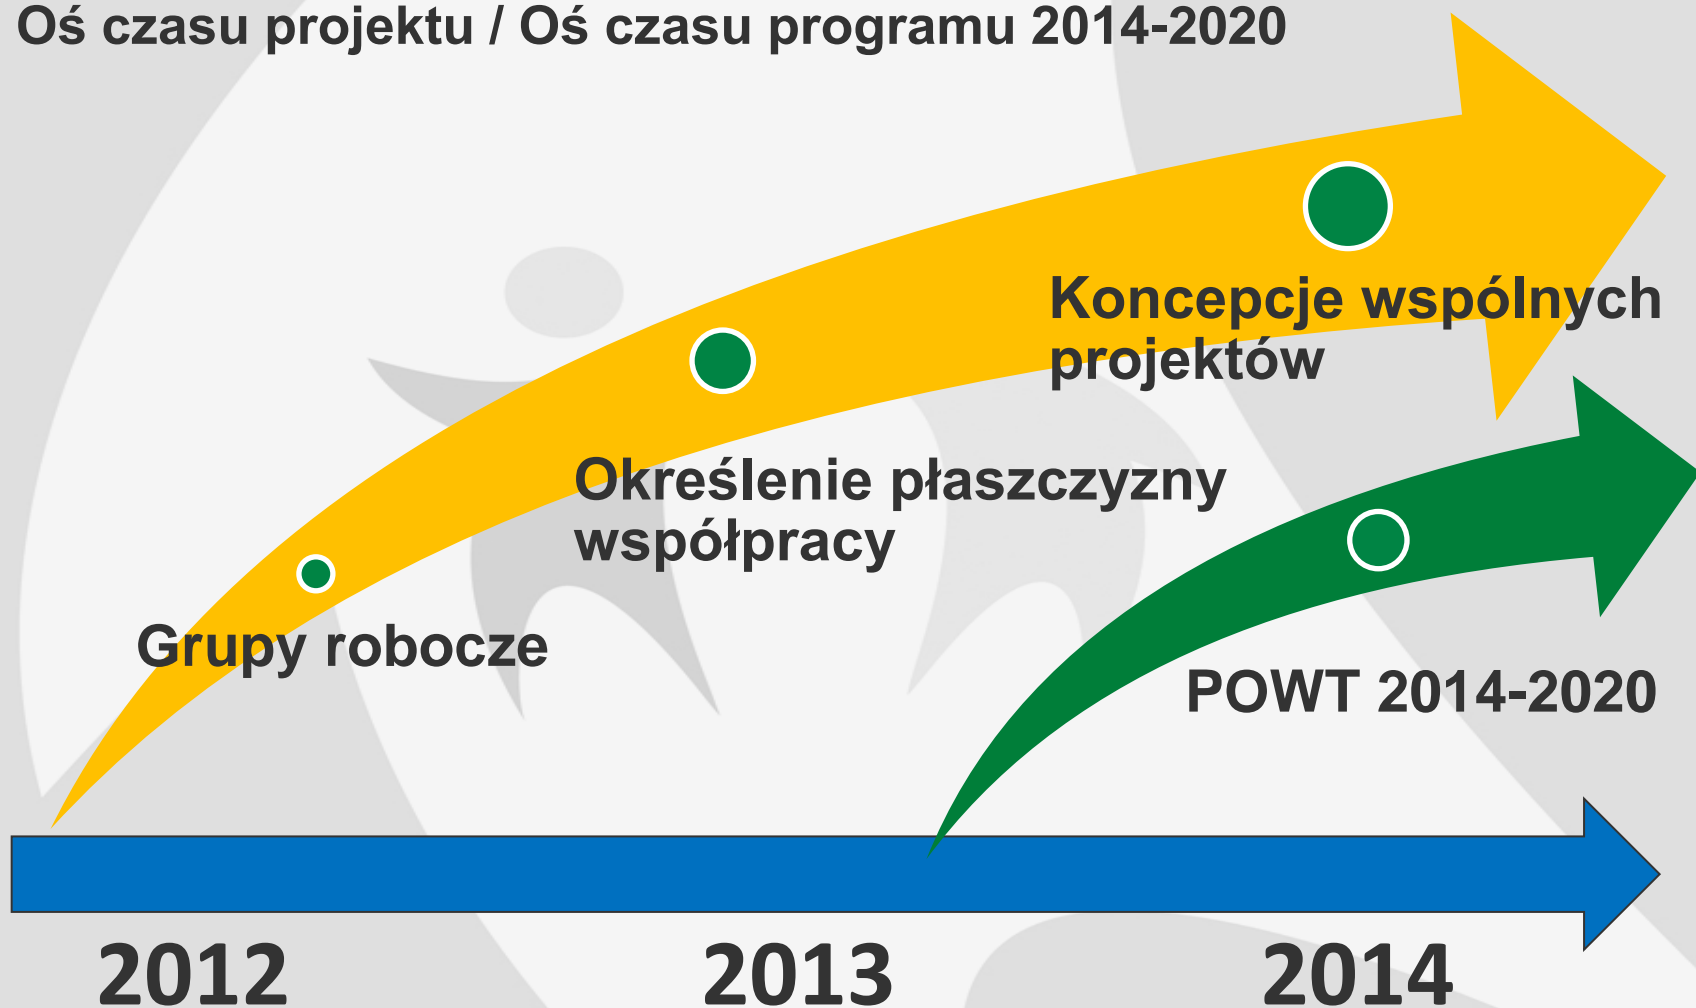 Oś czasu projektu / Oś czasu programu 2014-2020
Koncepcje wspólnych
projektów
Określenie płaszczyzny
współpracy
Grupy robocze
POWT 2014-2020
2012
2013
2014